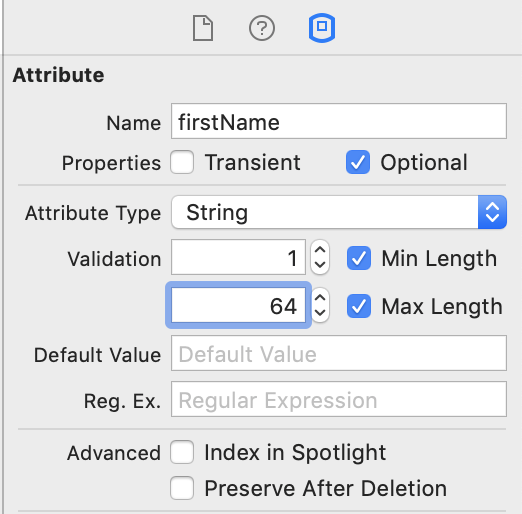 Attribute
Name firstName
Properties Transient Optional
Attribute Type String
Validation 1 Min Length
64 Max Length
Default Value Default Value
Reg. Ex. Regular Expression
Advanced Index in Spotlight
Preserve After Deletion